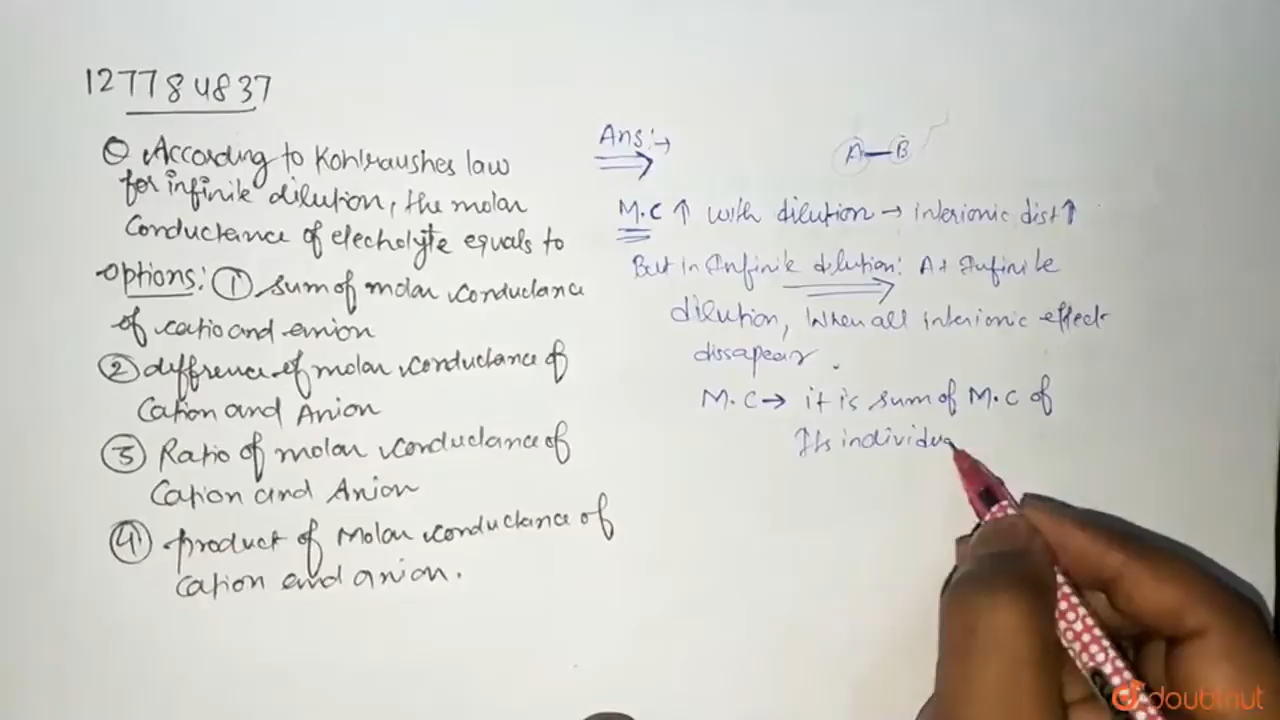 127784837
Q According to Kohlraushes law
for infinite dilution, the molar
Conductance of electrolyte equals to
options: ① sum of molar conductance
of catio and anion
② diffrence of molar conductance of
Cation and Anion
③ Ratio of molar conductance of
Cation and Anion
④ product of Molar conductance of
cation and anion.
Ans:→
A—B
M.C ↑ with dilution → interionic dist ↑
But in Infinite dilution: At Infinite
dilution, When all interionic effect
dissapear.
M.C → it is sum of M.C of
Its individua
doubtnut